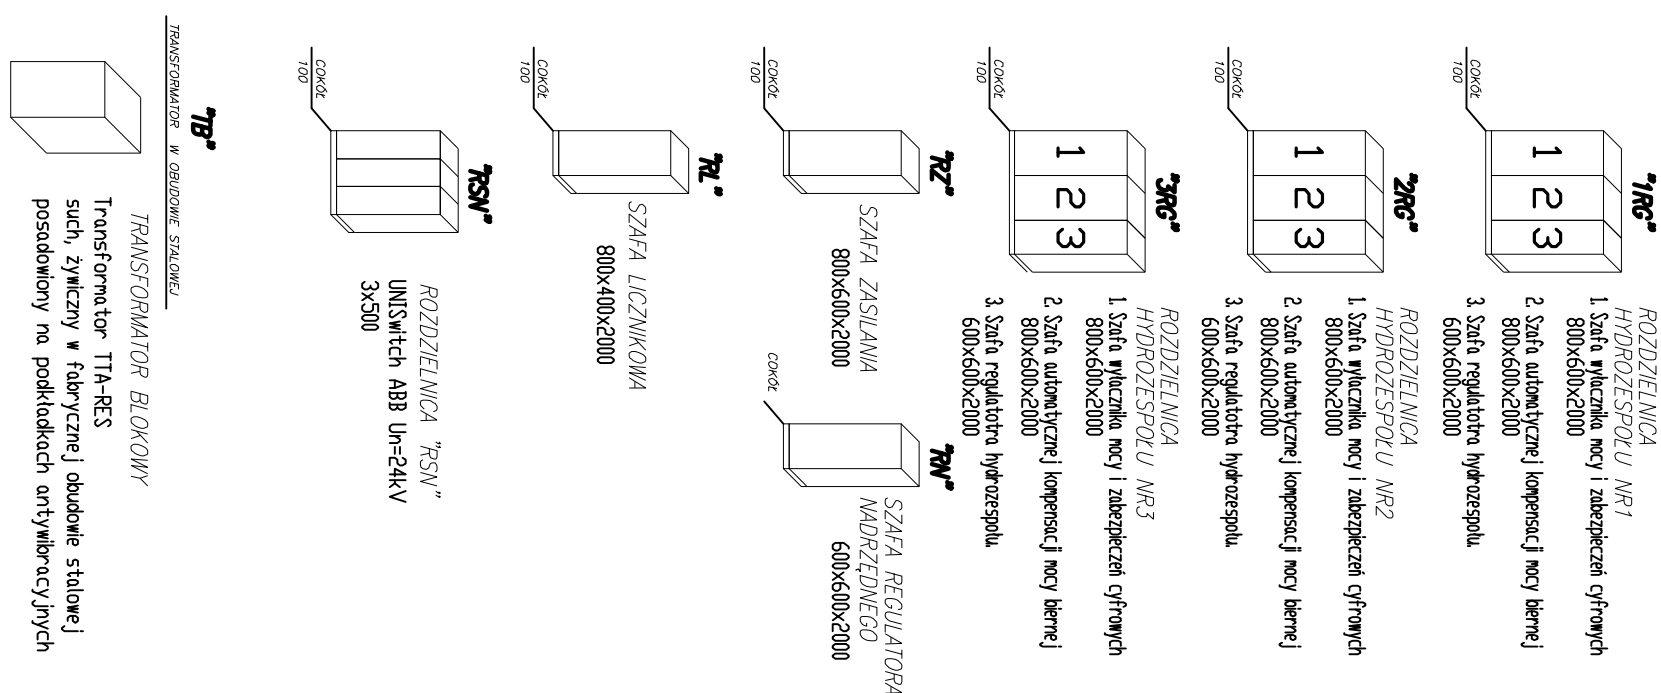 "1RG"
COKÓŁ
100
1
2
3
ROZDZIELNICA
HYDROZESPOŁU NR1
1. Szafa wyłacznika mocy i zabezpieczeń cyfrowych
800x600x2000
2. Szafa automatycznej kompensacji mocy biernej
800x600x2000
3. Szafa regulatotra hydrozespołu.
600x600x2000
"2RG"
COKÓŁ
100
1
2
3
ROZDZIELNICA
HYDROZESPOŁU NR2
1. Szafa wyłacznika mocy i zabezpieczeń cyfrowych
800x600x2000
2. Szafa automatycznej kompensacji mocy biernej
800x600x2000
3. Szafa regulatotra hydrozespołu.
600x600x2000
"3RG"
COKÓŁ
100
1
2
3
ROZDZIELNICA
HYDROZESPOŁU NR3
1. Szafa wyłacznika mocy i zabezpieczeń cyfrowych
800x600x2000
2. Szafa automatycznej kompensacji mocy biernej
800x600x2000
3. Szafa regulatotra hydrozespołu.
600x600x2000
"RZ"
COKÓŁ
100
SZAFA ZASILANIA
800x600x2000
"RN"
COKÓŁ
SZAFA REGULATORA
NADRZĘDNEGO
600x600x2000
"RL"
COKÓŁ
100
SZAFA LICZNIKOWA
800x400x2000
"RSN"
COKÓŁ
100
ROZDZIELNICA "RSN"
UNISwitch ABB Un=24kV
3x500
"TB"
TRANSFORMATOR W OBUDOWIE STALOWEJ
TRANSFORMATOR BLOKOWY
Transformator TTA-RES
such, żywiczny w fabrycznej obudowie stalowej
posadowiony na podkładkach antywibracyjnych